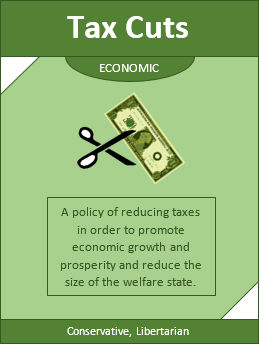 Tax Cuts
ECONOMIC
A policy of reducing taxes
in order to promote
economic growth and
prosperity and reduce the
size of the welfare state.
Conservative, Libertarian